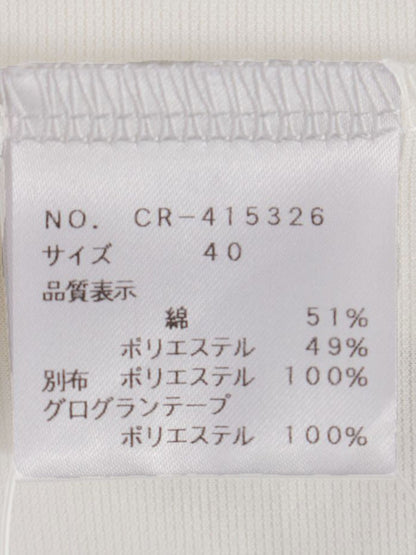 NO. CR-415326
サイズ 40
品質表示
綿 51%
ポリエステル 49%
別布 ポリエステル 100%
グログランテープ
ポリエステル 100%